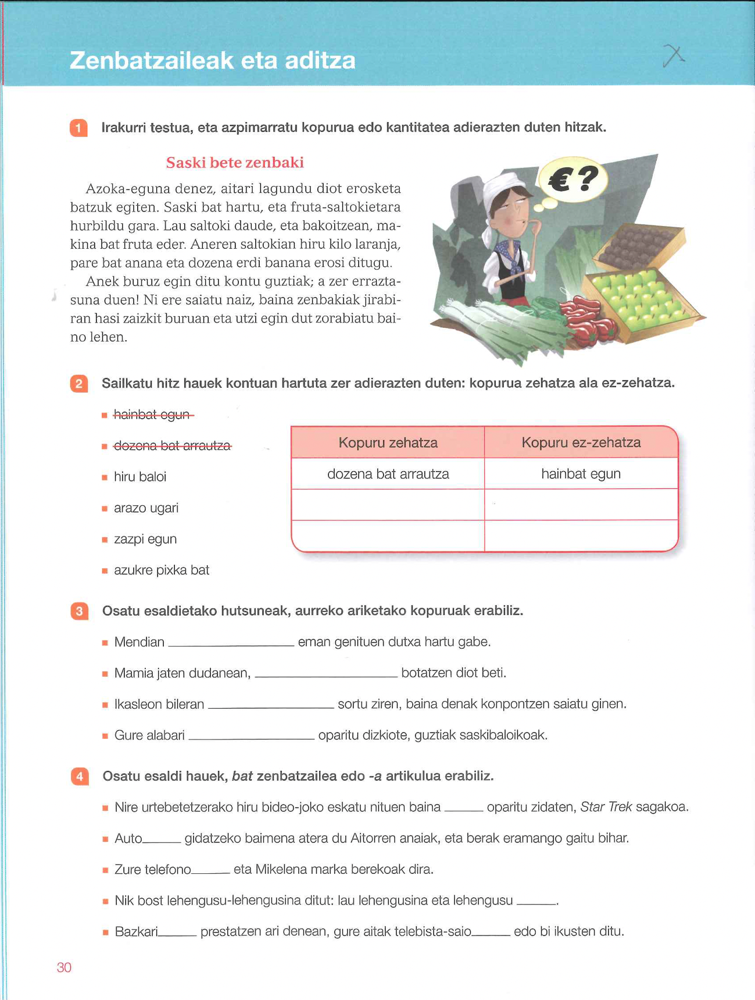 Zenbatzaileak eta aditza
1 Irakurri testua, eta azpimarratu kopurua edo kantitatea adierazten duten hitzak.
Saski bete zenbaki
Azoka-eguna denez, aitari lagundu diot erosketa
batzuk egiten. Saski bat hartu, eta fruta-saltokietara
hurbildu gara. Lau saltoki daude, eta bakoitzean, ma-
kina bat fruta eder. Aneren saltokian hiru kilo laranja,
pare bat anana eta dozena erdi banana erosi ditugu.
Anek buruz egin ditu kontu guztiak; a zer errazta-
suna duen! Ni ere saiatu naiz, baina zenbakiak jirabi-
ran hasi zaizkit buruan eta utzi egin dut zorabiatu bai-
no lehen.
€?
2 Sailkatu hitz hauek kontuan hartuta zer adierazten duten: kopurua zehatza ala ez-zehatza.
hainbat egun
dozena bat arrautza
hiru baloi
arazo ugari
zazpi egun
azukre pixka bat
Kopuru zehatza Kopuru ez-zehatza
dozena bat arrautza hainbat egun
3 Osatu esaldietako hutsuneak, aurreko ariketako kopuruak erabiliz.
Mendian ________________ eman genituen dutxa hartu gabe.
Mamia jaten dudanean, __________________ botatzen diot beti.
Ikasleon bileran ________________ sortu ziren, baina denak konpontzen saiatu ginen.
Gure alabari ________________ oparitu dizkiote, guztiak saskibaloikoak.
4 Osatu esaldi hauek, bat zenbatzailea edo -a artikulua erabiliz.
Nire urtebetetzerako hiru bideo-joko eskatu nituen baina _____ oparitu zidaten, Star Trek sagakoa.
Auto_____ gidatzeko baimena atera du Aitorren anaiak, eta berak eramango gaitu bihar.
Zure telefono_____ eta Mikelena marka berekoak dira.
Nik bost lehengusu-lehengusina ditut: lau lehengusina eta lehengusu _____.
Bazkari_____ prestatzen ari denean, gure aitak telebista-saio_____ edo bi ikusten ditu.
30